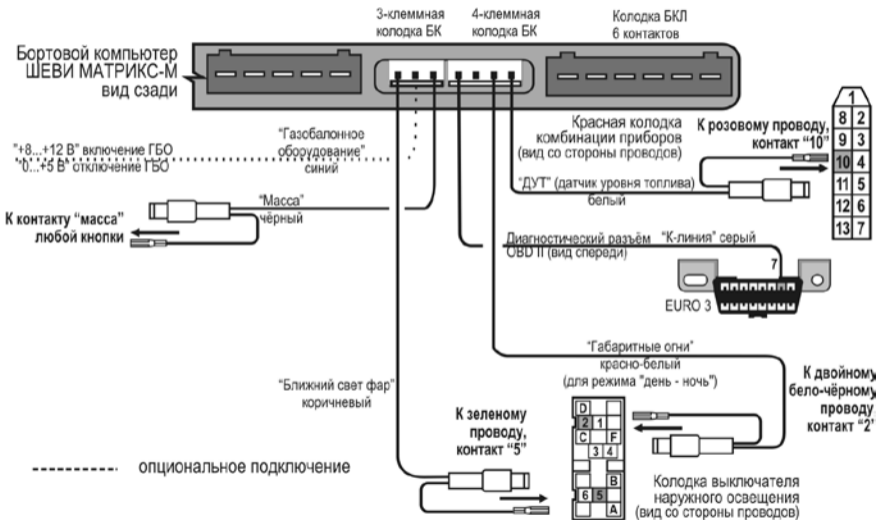 3-клеммная
колодка БК
4-клеммная
колодка БК
Колодка БКЛ
6 контактов
Бортовой компьютер
ШЕВИ МАТРИКС-М
вид сзади
"+8...+12 В" включение ГБО
"0...+5 В" отключение ГБО
"Газобалонное
оборудование"
синий
Красная колодка
комбинации приборов
(вид со стороны проводов)
К розовому проводу,
контакт "10"
1
8 2
9 3
10 4
11 5
12 6
13 7
"Масса"
чёрный
К контакту "масса"
любой кнопки
"ДУТ" (датчик уровня топлива)
белый
Диагностический разъём
OBD II (вид спереди)
"К-линия" серый
7
EURO 3
"Габаритные огни"
красно-белый
(для режима "день - ночь")
"Ближний свет фар"
коричневый
К двойному
бело-чёрному
проводу
контакт "2"
К зеленому
проводу,
контакт "5"
D
2 1
C F
3 4
B
6 5
A
опциональное подключение
Колодка выключателя
наружного освещения
(вид со стороны проводов)